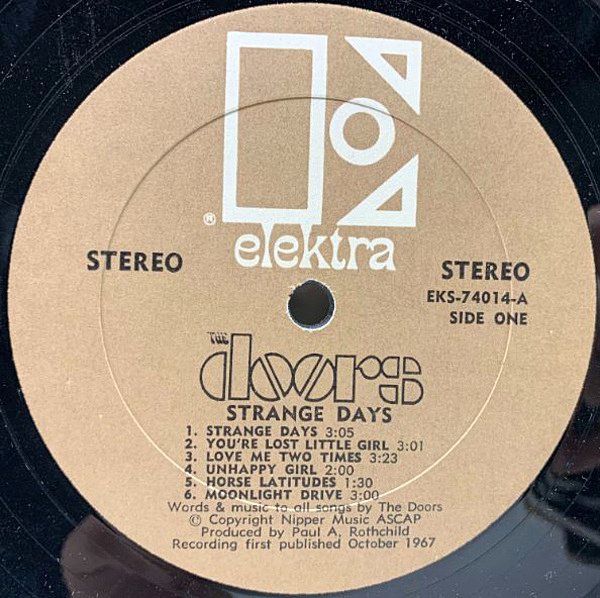 ®
elektra
STEREO
STEREO
EKS-74014-A
SIDE ONE
THE
doors
STRANGE DAYS
1. STRANGE DAYS 3:05
2. YOU'RE LOST LITTLE GIRL 3:01
3. LOVE ME TWO TIMES 3:23
4. UNHAPPY GIRL 2:00
5. HORSE LATITUDES 1:30
6. MOONLIGHT DRIVE 3:00
Words & music to all songs by The Doors
© Copyright Nipper Music ASCAP
Produced by Paul A. Rothchild
Recording first published October 1967